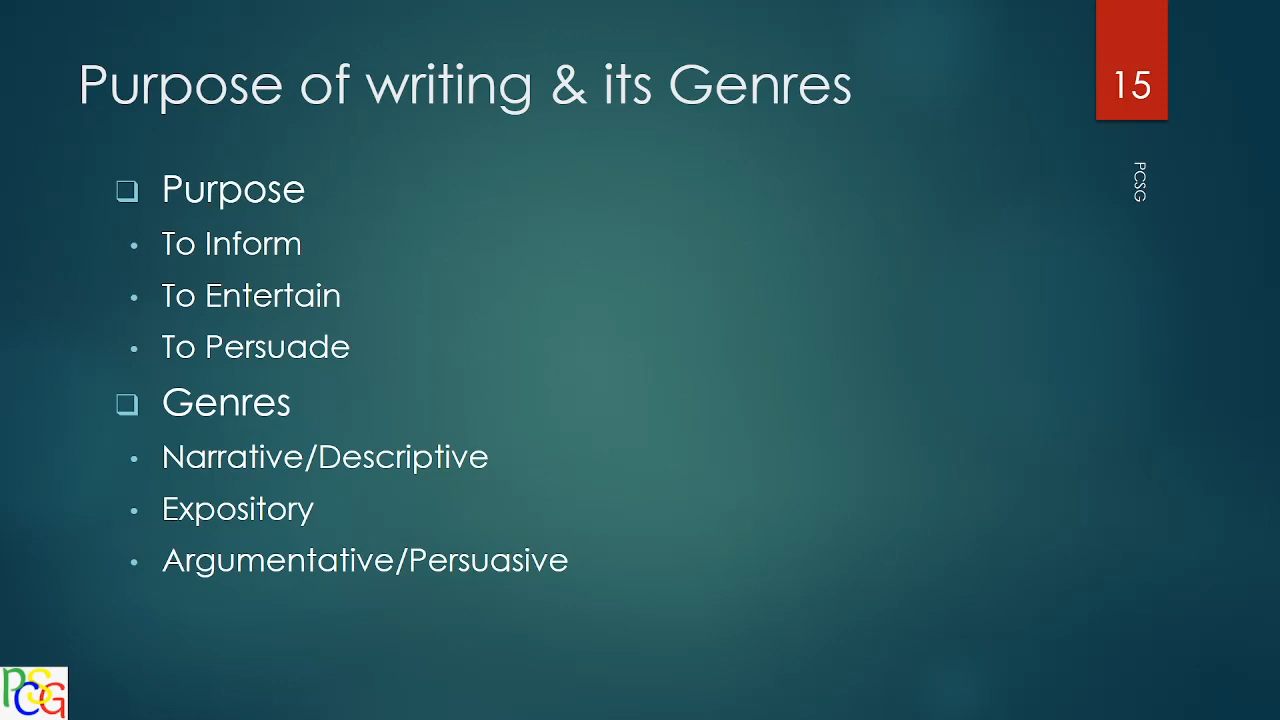 Purpose of writing & its Genres
15
PCSG
Purpose
To Inform
To Entertain
To Persuade
Genres
Narrative/Descriptive
Expository
Argumentative/Persuasive
PCSG